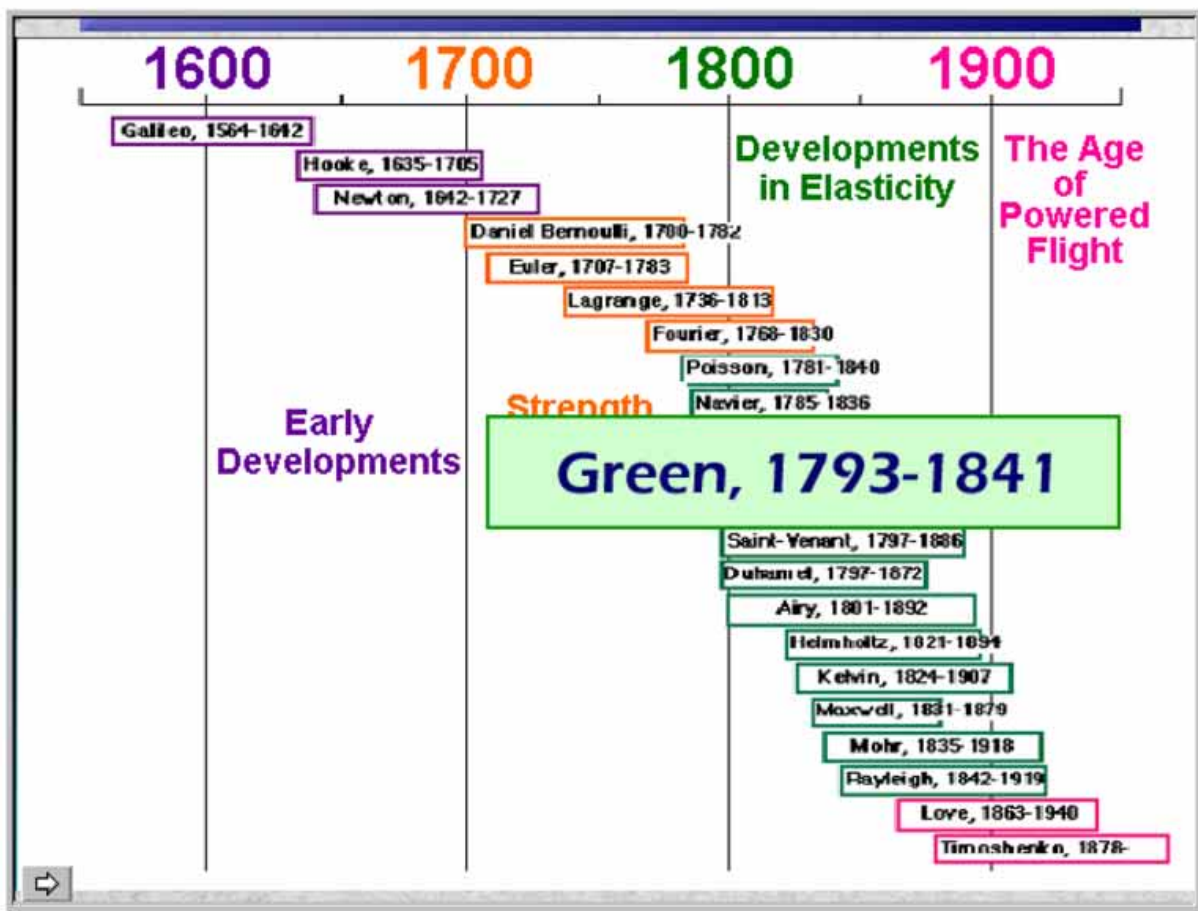 1600 1700 1800 1900
Galileo, 1564-1642
Hooke, 1635-1705
Newton, 1642-1727
Daniel Bernoulli, 1700-1782
Euler, 1707-1783
Lagrange, 1736-1813
Fourier, 1768-1830
Poisson, 1781-1840
Navier, 1785-1836
Developments
in Elasticity
The Age
of
Powered
Flight
Early
Developments
Strength
Green, 1793-1841
Saint-Venant, 1797-1886
Duhamel, 1797-1872
Airy, 1801-1892
Helmholtz, 1821-1894
Kelvin, 1824-1907
Maxwell, 1831-1879
Mohr, 1835-1918
Rayleigh, 1842-1919
Love, 1863-1940
Timoshenko, 1878-